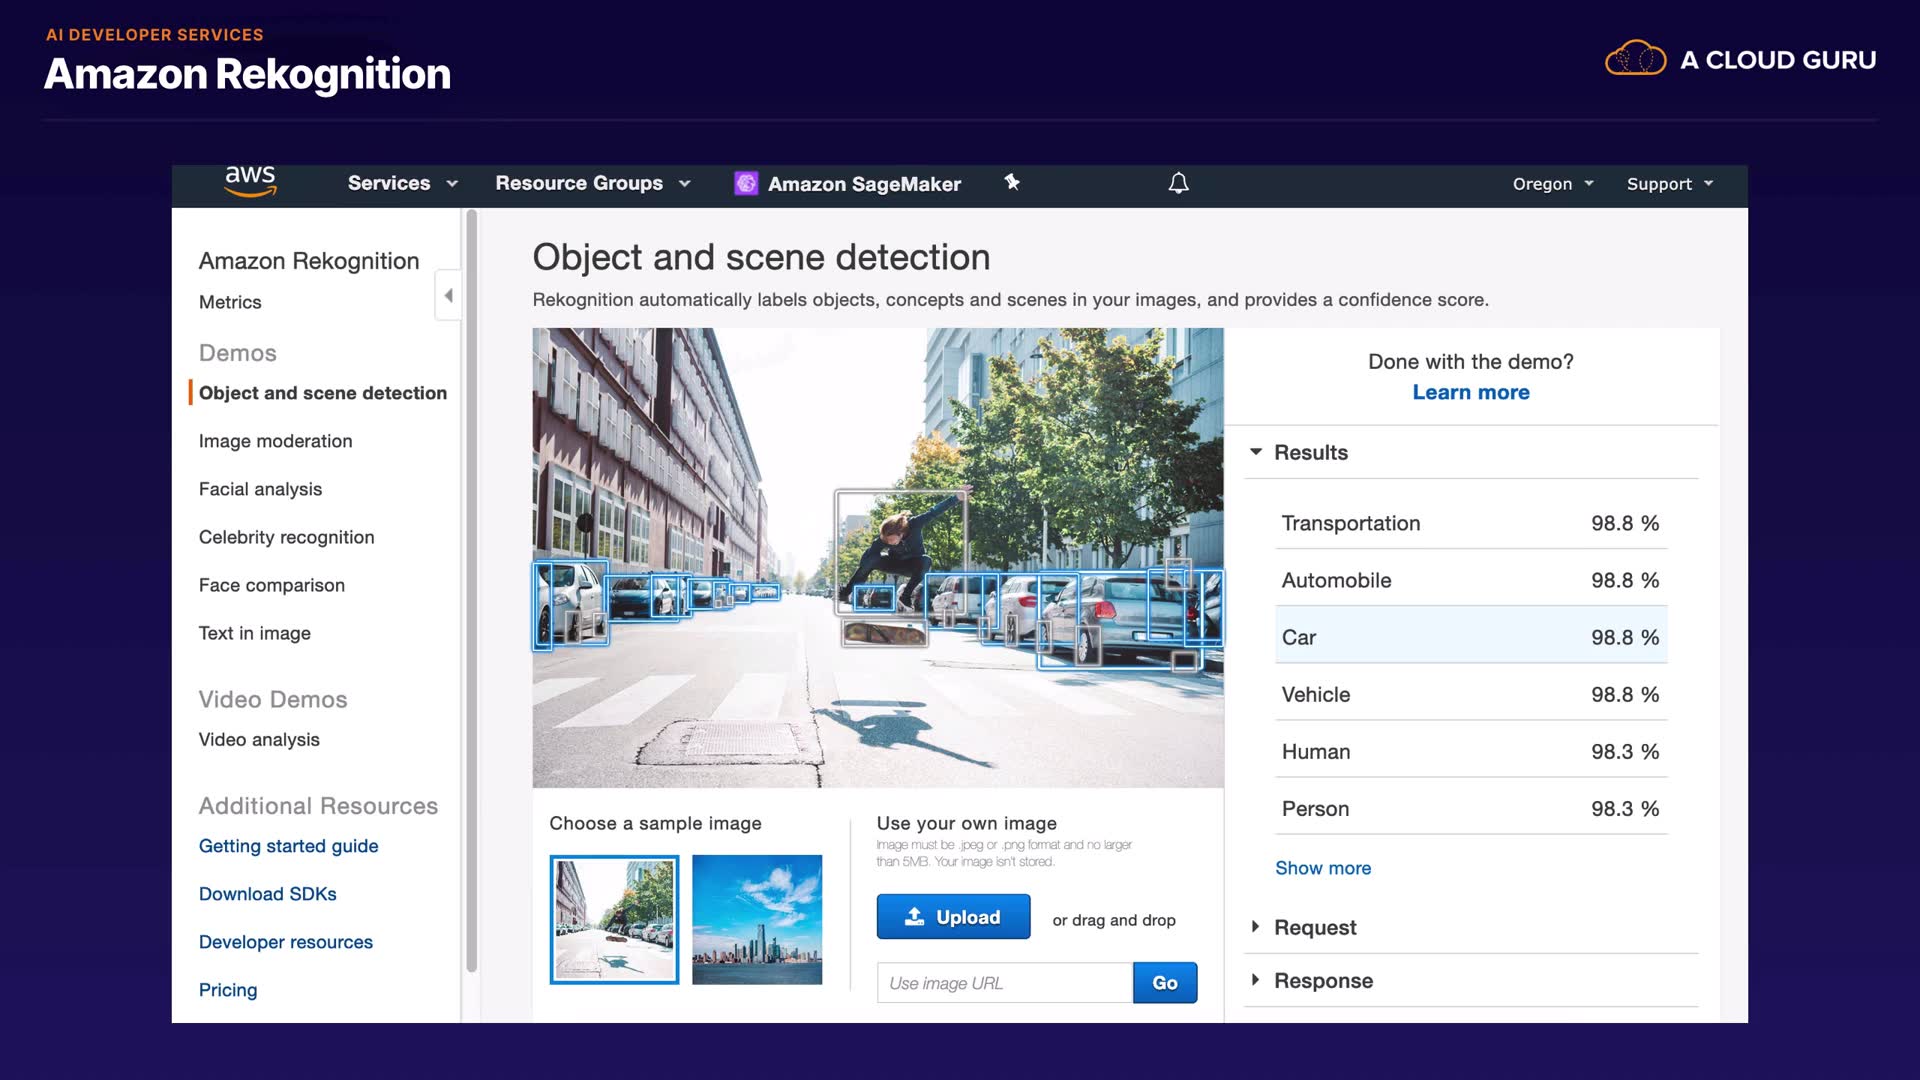 AI DEVELOPER SERVICES
Amazon Rekognition
A CLOUD GURU
aws
Services
Resource Groups
Amazon SageMaker
Oregon
Support
Amazon Rekognition
Metrics
Demos
Object and scene detection
Image moderation
Facial analysis
Celebrity recognition
Face comparison
Text in image
Video Demos
Video analysis
Additional Resources
Getting started guide
Download SDKs
Developer resources
Pricing
Object and scene detection
Rekognition automatically labels objects, concepts and scenes in your images, and provides a confidence score.
Choose a sample image
Use your own image
Image must be .jpeg or .png format and no larger
than 5MB. Your image isn't stored.
Upload
or drag and drop
Use image URL
Go
Done with the demo?
Learn more
Results
Transportation 98.8 %
Automobile 98.8 %
Car 98.8 %
Vehicle 98.8 %
Human 98.3 %
Person 98.3 %
Show more
Request
Response